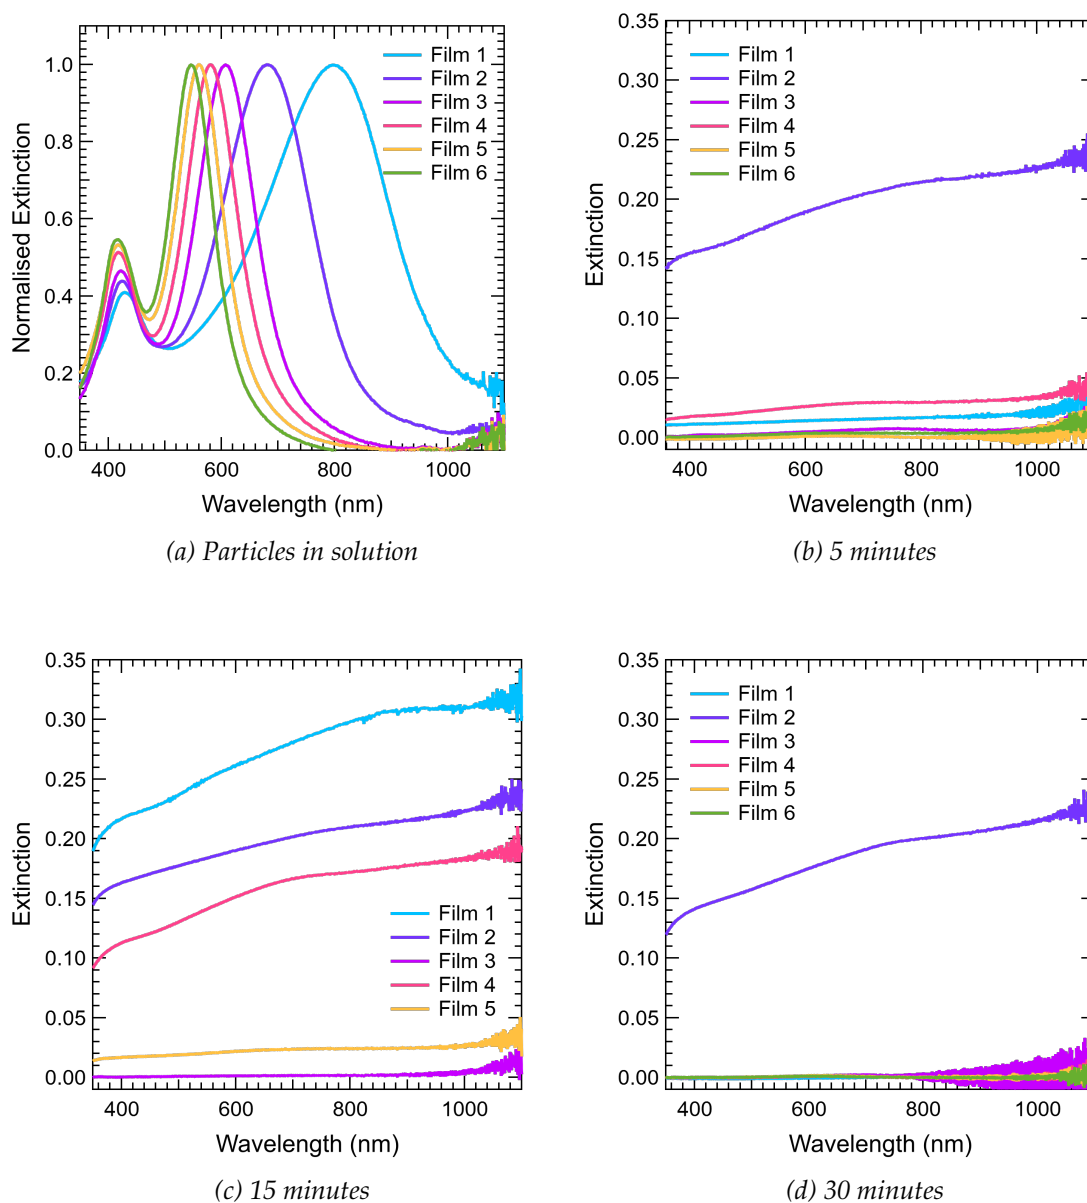 Normalised Extinction
1.0
0.8
0.6
0.4
0.2
0.0
Film 1
Film 2
Film 3
Film 4
Film 5
Film 6
400 600 800 1000
Wavelength (nm)
(a) Particles in solution
Extinction
0.35
0.30
0.25
0.20
0.15
0.10
0.05
0.00
Film 1
Film 2
Film 3
Film 4
Film 5
Film 6
400 600 800 1000
Wavelength (nm)
(b) 5 minutes
Extinction
0.35
0.30
0.25
0.20
0.15
0.10
0.05
0.00
Film 1
Film 2
Film 3
Film 4
Film 5
400 600 800 1000
Wavelength (nm)
(c) 15 minutes
Extinction
0.35
0.30
0.25
0.20
0.15
0.10
0.05
0.00
Film 1
Film 2
Film 3
Film 4
Film 5
Film 6
400 600 800 1000
Wavelength (nm)
(d) 30 minutes